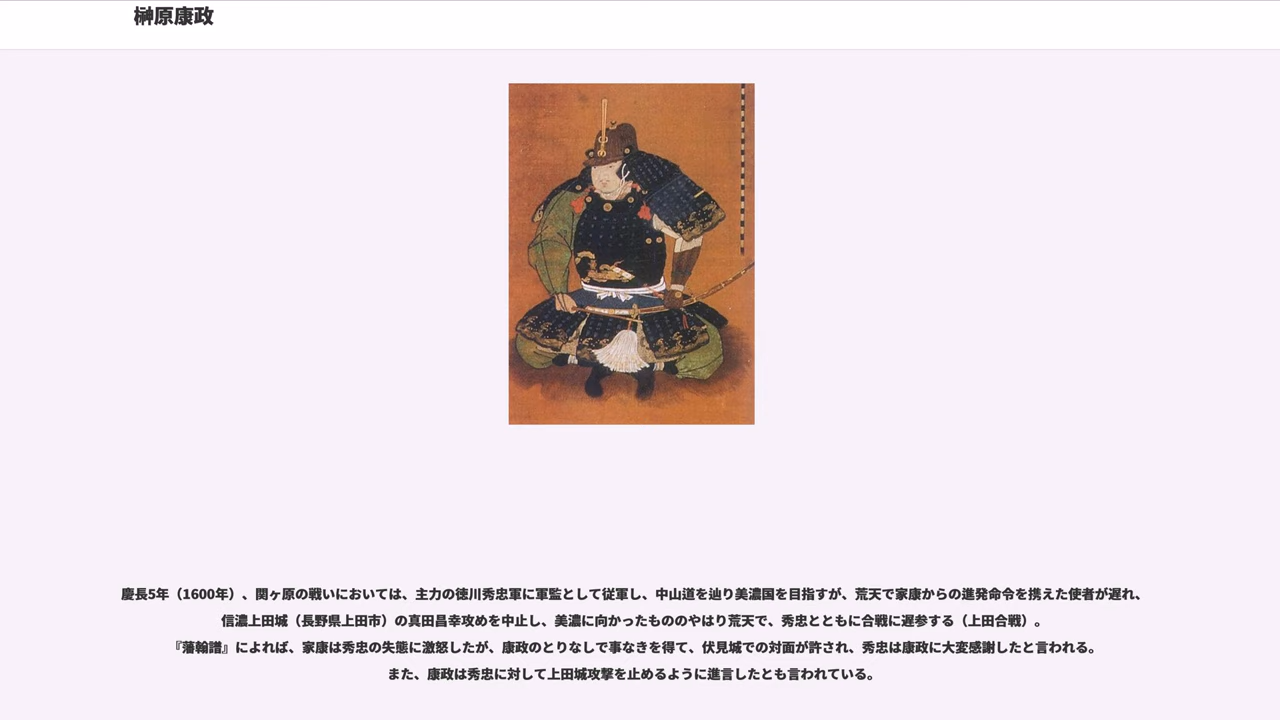 榊原康政
慶長5年（1600年）、関ヶ原の戦いにおいては、主力の徳川秀忠軍に軍監として従軍し、中山道を辿り美濃国を目指すが、荒天で家康からの進発命令を携えた使者が遅れ、
信濃上田城（長野県上田市）の真田昌幸攻めを中止し、美濃に向かったもののやはり荒天で、秀忠とともに合戦に遅参する（上田合戦）。
『藩輪譜』によれば、家康は秀忠の失態に激怒したが、康政のとりなしで事なきを得て、伏見城での対面が許され、秀忠は康政に大変感謝したと言われる。
また、康政は秀忠に対して上田城攻撃を止めるように進言したとも言われている。